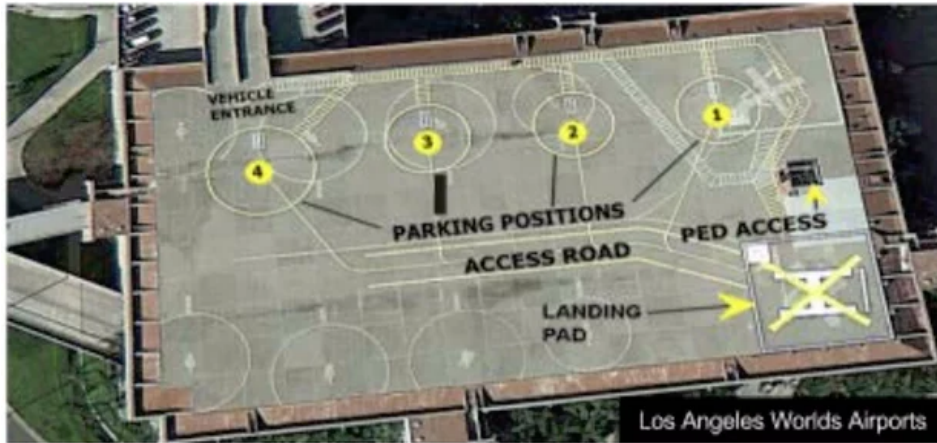 VEHICLE
ENTRANCE
1
2
3
4
PARKING POSITIONS
PED ACCESS
ACCESS ROAD
LANDING
PAD
Los Angeles Worlds Airports